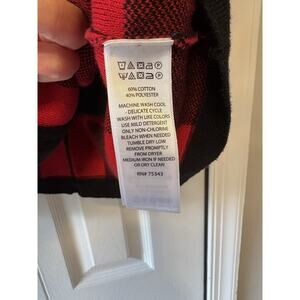 60% COTTON
40% POLYESTER
MACHINE WASH COOL
- DELICATE CYCLE
WASH WITH LIKE COLORS
USE MILD DETERGENT
ONLY NON-CHLORINE
BLEACH WHEN NEEDED
TUMBLE DRY LOW
REMOVE PROMPTLY
FROM DRYER
MEDIUM IRON IF NEEDED
OR DRY CLEAN
RN# 75343